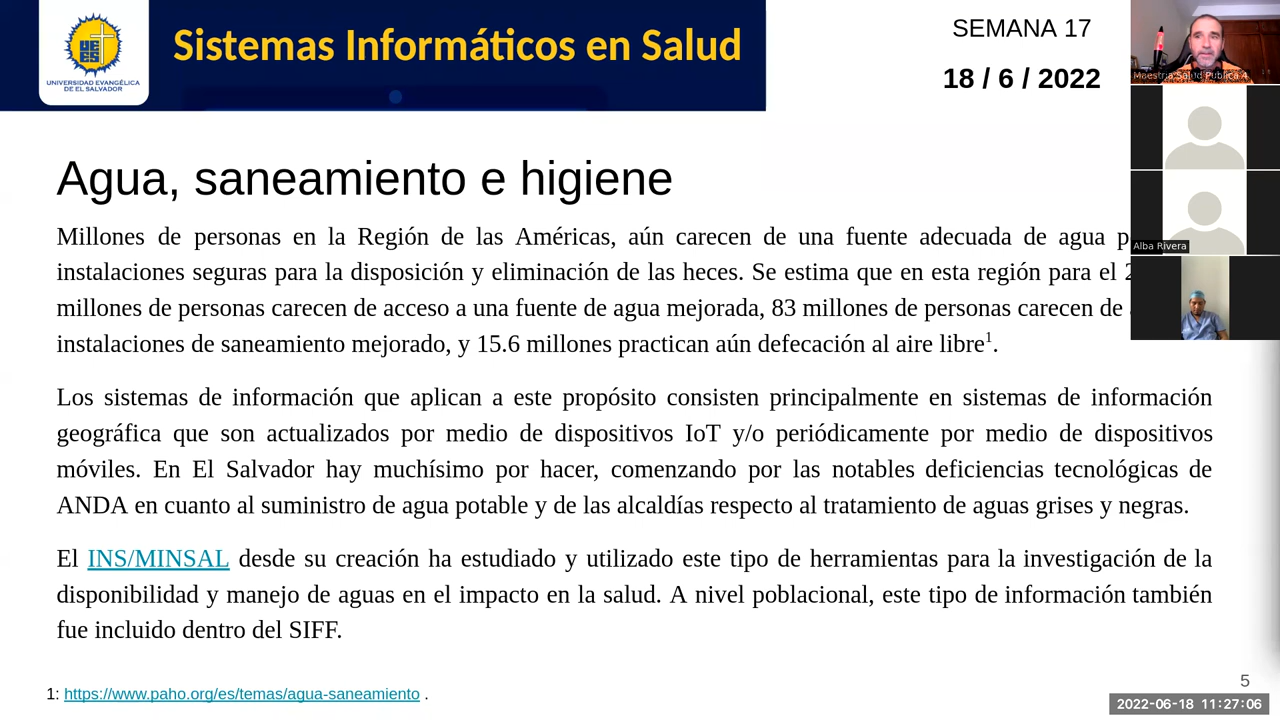 UNIVERSIDAD EVANGÉLICA
DE EL SALVADOR
Sistemas Informáticos en Salud
SEMANA 17
18 / 6 / 2022
Maestria Salud Publica 4
Agua, saneamiento e higiene
Millones de personas en la Región de las Américas, aún carecen de una fuente adecuada de agua
instalaciones seguras para la disposición y eliminación de las heces. Se estima que en esta región para el
millones de personas carecen de acceso a una fuente de agua mejorada, 83 millones de personas carecen de
instalaciones de saneamiento mejorado, y 15.6 millones practican aún defecación al aire libre1.
Alba Rivera
Los sistemas de información que aplican a este propósito consisten principalmente en sistemas de información
geográfica que son actualizados por medio de dispositivos IoT y/o periódicamente por medio de dispositivos
móviles. En El Salvador hay muchísimo por hacer, comenzando por las notables deficiencias tecnológicas de
ANDA en cuanto al suministro de agua potable y de las alcaldías respecto al tratamiento de aguas grises y negras.
El INS/MINSAL desde su creación ha estudiado y utilizado este tipo de herramientas para la investigación de la
disponibilidad y manejo de aguas en el impacto en la salud. A nivel poblacional, este tipo de información también
fue incluido dentro del SIFF.
1: https://www.paho.org/es/temas/agua-saneamiento .
5
2022-06-18 11:27:06